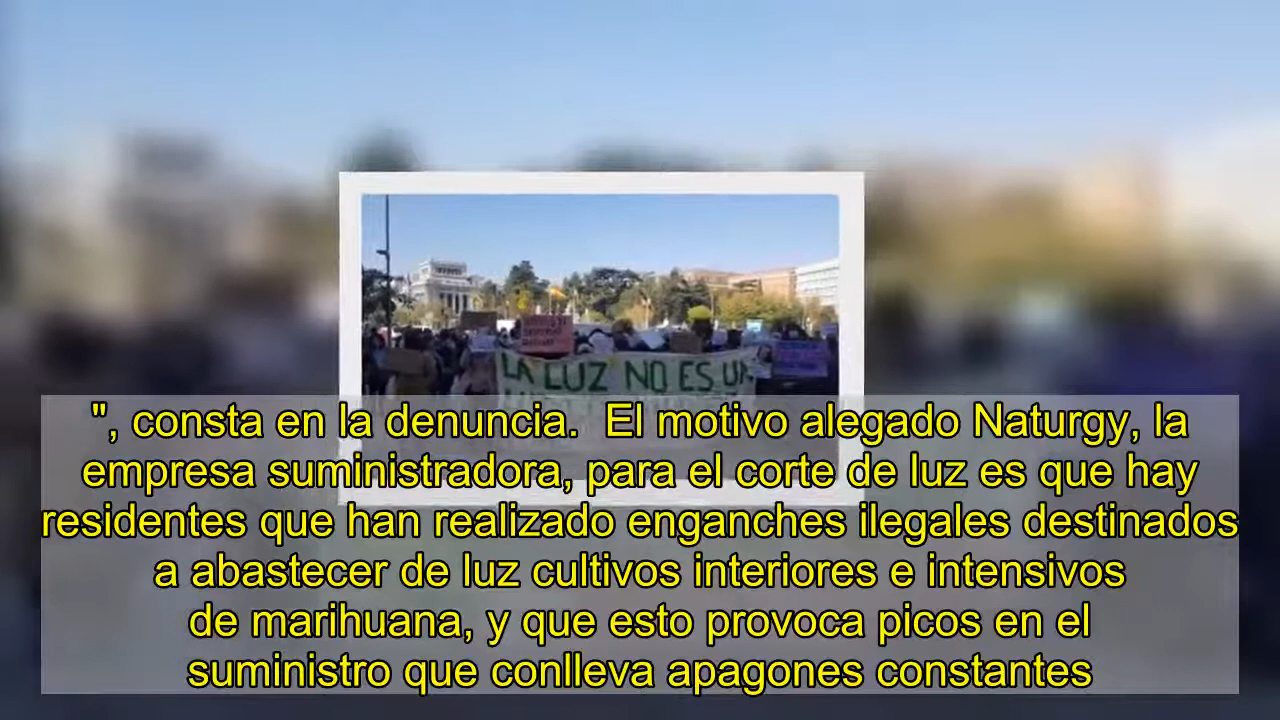 LA LUZ NO ES UN
", consta en la denuncia.  El motivo alegado Naturgy, la
empresa suministradora, para el corte de luz es que hay
residentes que han realizado enganches ilegales destinados
a abastecer de luz cultivos interiores e intensivos
de marihuana, y que esto provoca picos en el
suministro que conlleva apagones constantes